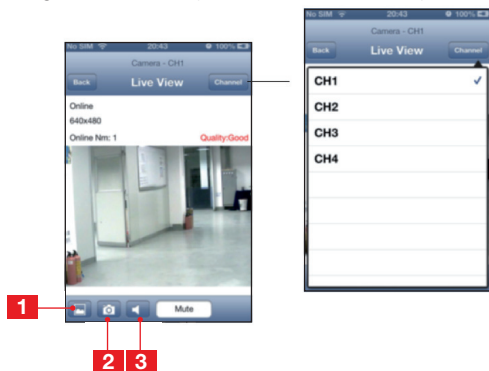 No SIM 20:43 100%
Camera - CH1
Back Live View Channel
Online
640x480
Online Nm: 1 Quality:Good
Mute
1
2 3
No SIM 20:43 100%
Camera - CH1
Back Live View Channel
CH1
CH2
CH3
CH4